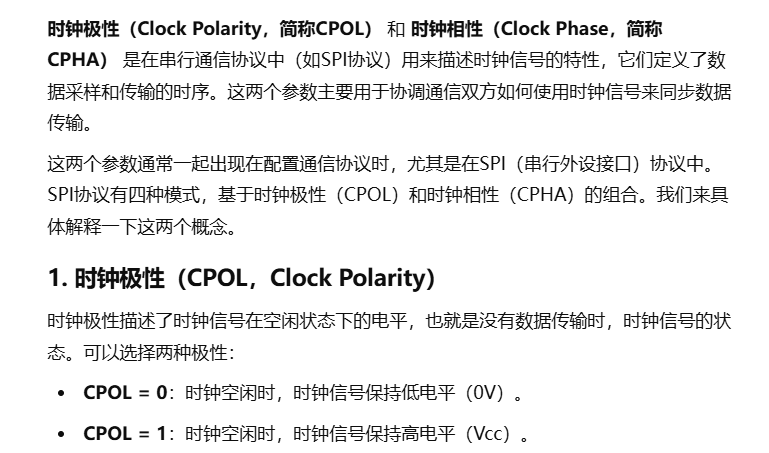 时钟极性（Clock Polarity，简称CPOL） 和 时钟相性（Clock Phase，简称
CPHA） 是在串行通信协议中（如SPI协议）用来描述时钟信号的特性，它们定义了数
据采样和传输的时序。这两个参数主要用于协调通信双方如何使用时钟信号来同步数据
传输。
这两个参数通常一起出现在配置通信协议时，尤其是在SPI（串行外设接口）协议中。
SPI协议有四种模式，基于时钟极性（CPOL）和时钟相性（CPHA）的组合。我们来具
体解释一下这两个概念。
1. 时钟极性（CPOL，Clock Polarity）
时钟极性描述了时钟信号在空闲状态下的电平，也就是没有数据传输时，时钟信号的状
态。可以选择两种极性：
• CPOL = 0：时钟空闲时，时钟信号保持低电平（0V）。
• CPOL = 1：时钟空闲时，时钟信号保持高电平（Vcc）。